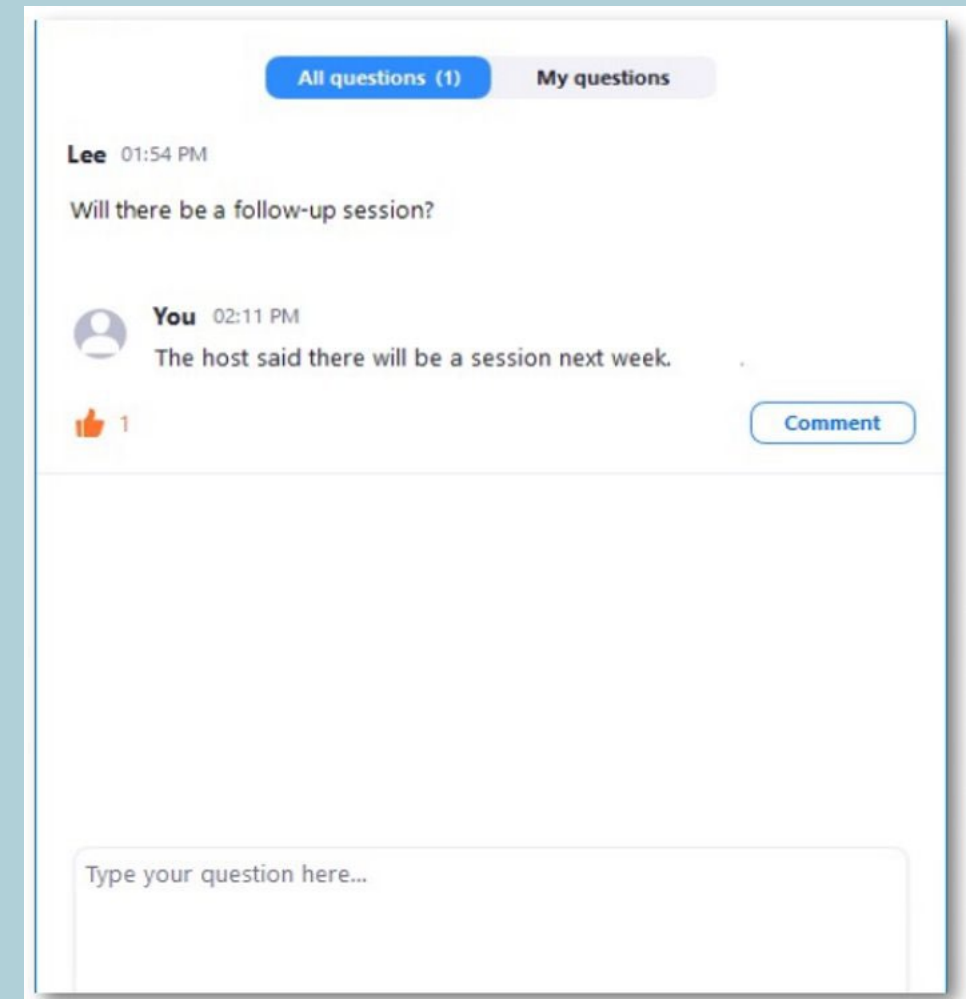 All questions (1) My questions
Lee 01:54 PM
Will there be a follow-up session?
You 02:11 PM
The host said there will be a session next week.
1 Comment
Type your question here...